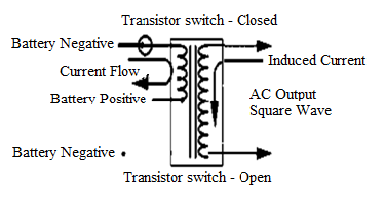 Transistor switch - Closed
Battery Negative
Current Flow
Induced Current
Battery Positive
AC Output
Square Wave
Battery Negative
Transistor switch - Open